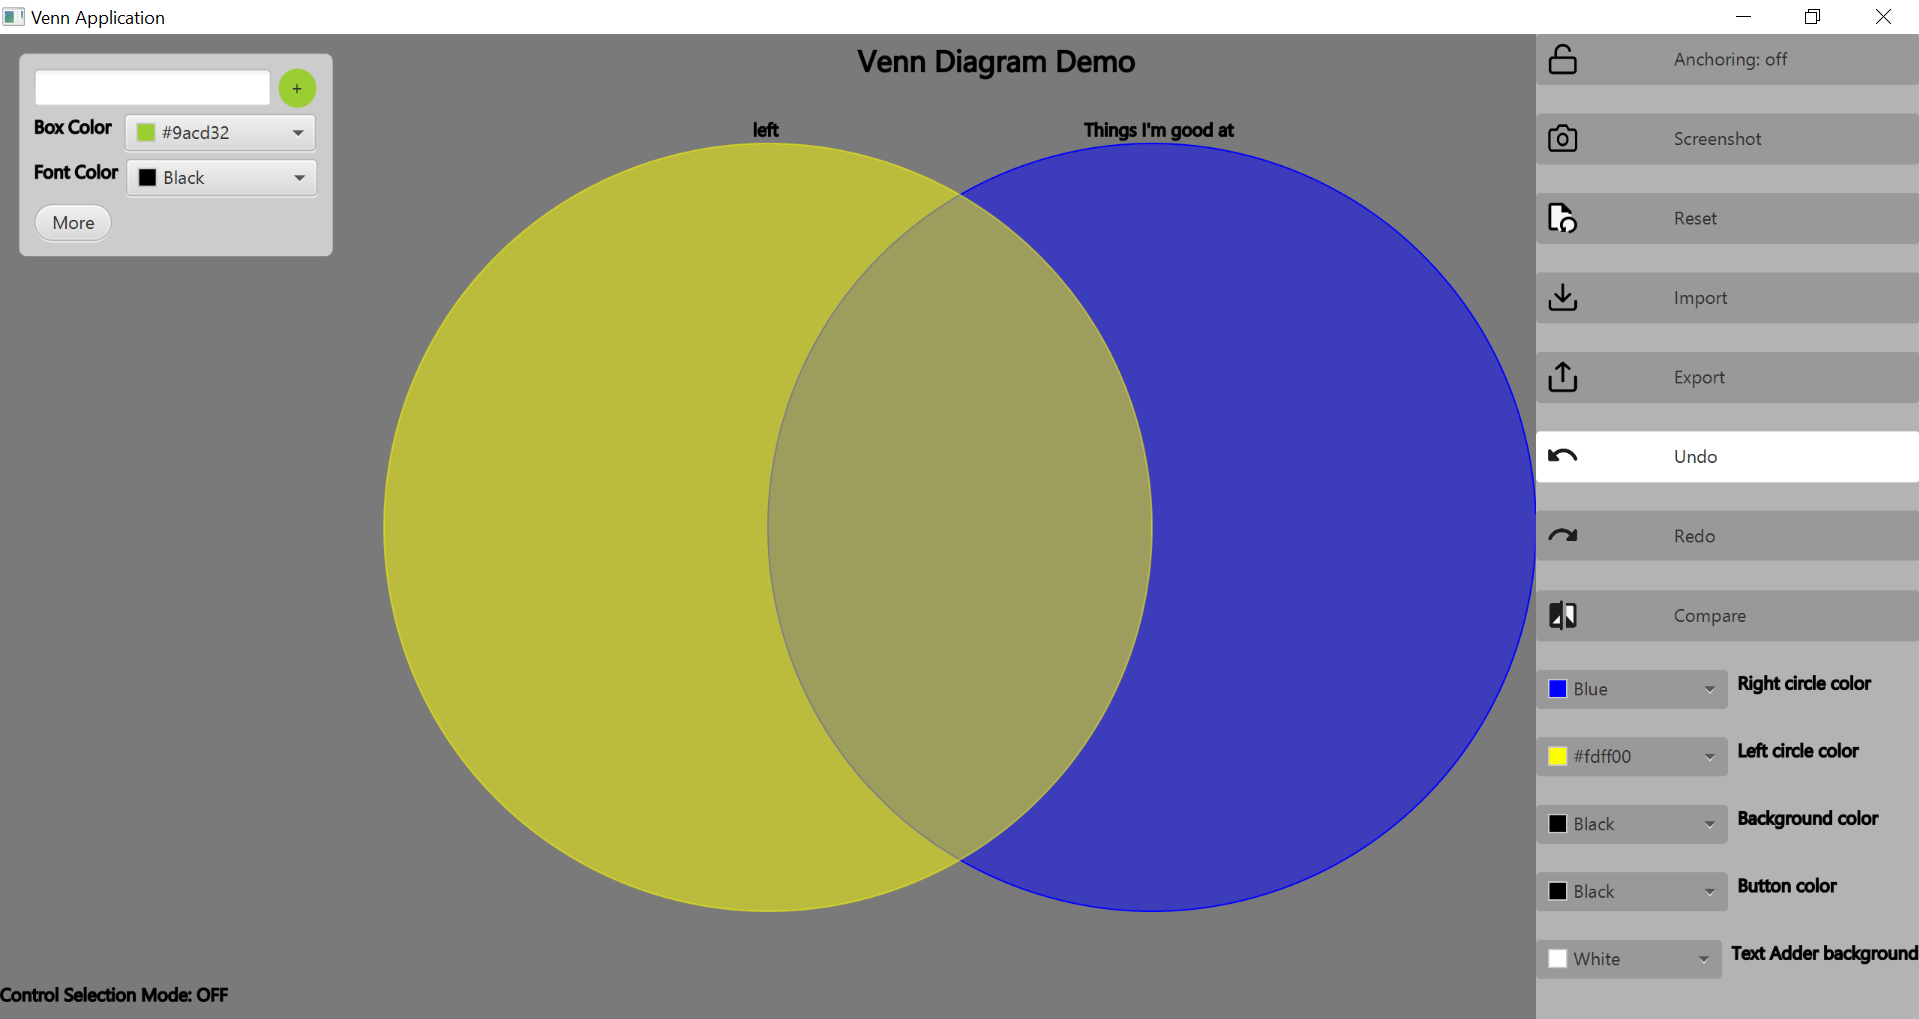 Venn Application
Venn Diagram Demo
+
Box Color
#9acd32
Font Color
Black
More
left
Things I'm good at
Control Selection Mode: OFF
Anchoring: off
Screenshot
Reset
Import
Export
Undo
Redo
Compare
Blue
Right circle color
#fdff00
Left circle color
Black
Background color
Black
Button color
White
Text Adder background